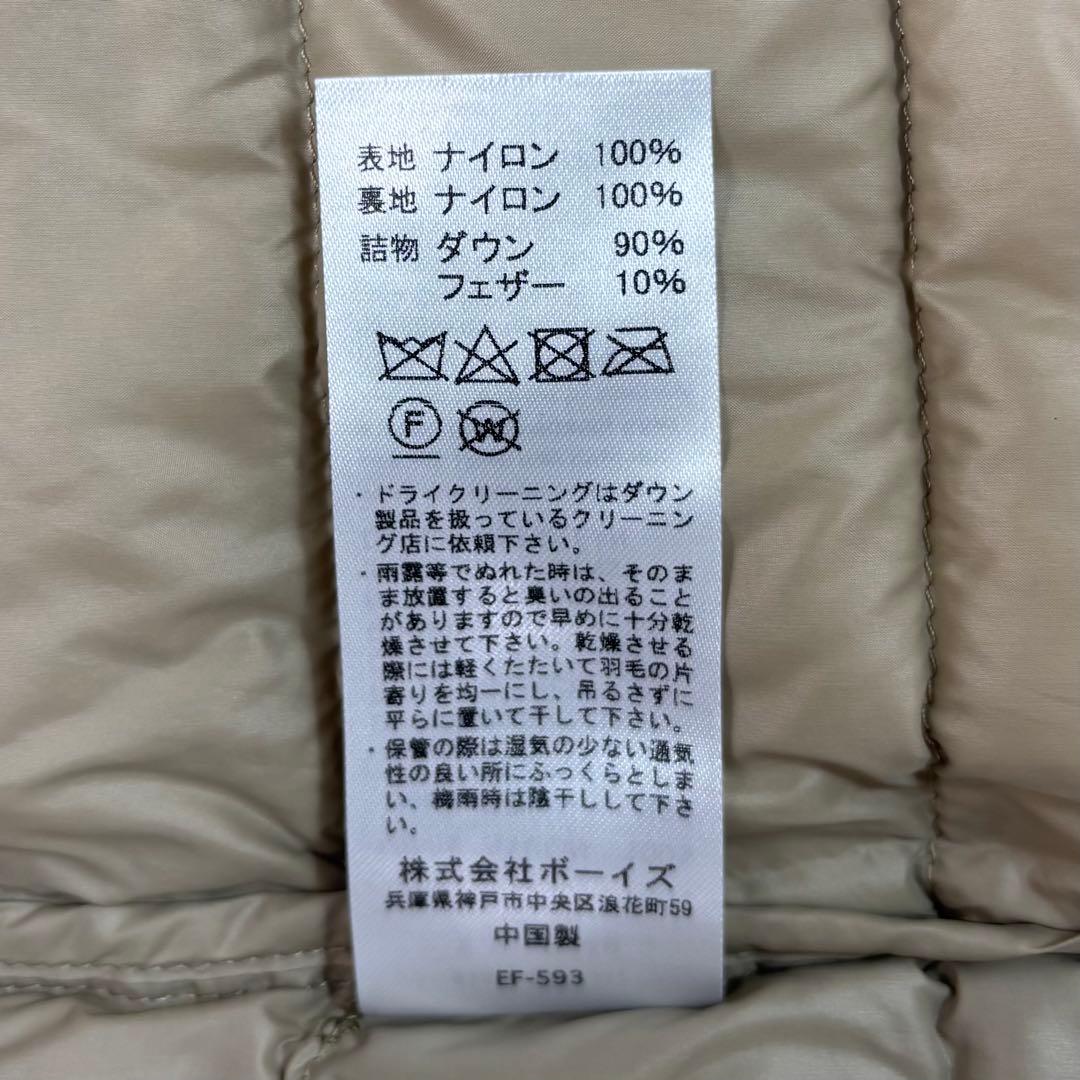 表地 ナイロン 100%
裏地 ナイロン 100%
詰物 ダウン 90%
フェザー 10%
F W
・ドライクリーニングはダウン
製品を扱っているクリーニン
グ店に依頼下さい。
・雨露等でぬれた時は、そのま
ま放置すると臭いの出ること
がありますので早めに十分乾
燥させて下さい。乾燥させる
際には軽くたたいて羽毛の片
寄りを均一にし、吊るさずに
平らに置いて干して下さい。
・保管の際は湿気の少ない通気
性の良い所にふっくらとしま
い、梅雨時は陰干しして下さ
い。
株式会社ボーイズ
兵庫県神戸市中央区浪花町59
中国製
EF-593